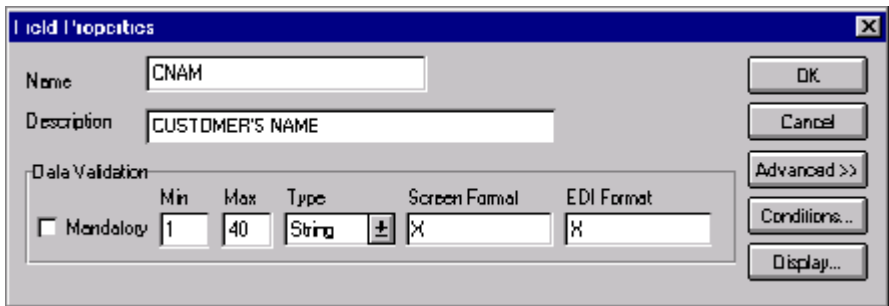 Field Properties
Name CNAM OK
Description CUSTOMER'S NAME Cancel
Data Validation Advanced >>
Min Max Type Screen Format EDI Format
Mandatory 1 40 String X X Conditions...
Display...